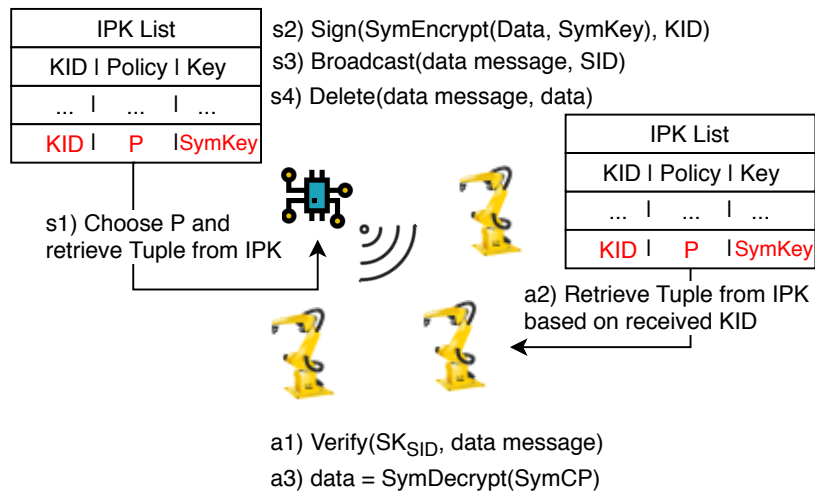 IPK List
KID I Policy I Key
... I ... I ...
KID I P I SymKey
s2) Sign(SymEncrypt(Data, SymKey), KID)
s3) Broadcast(data message, SID)
s4) Delete(data message, data)
IPK List
KID I Policy I Key
... I ... I ...
KID I P I SymKey
s1) Choose P and
retrieve Tuple from IPK
a2) Retrieve Tuple from IPK
based on received KID
a1) Verify(SK_SID, data message)
a3) data = SymDecrypt(SymCP)